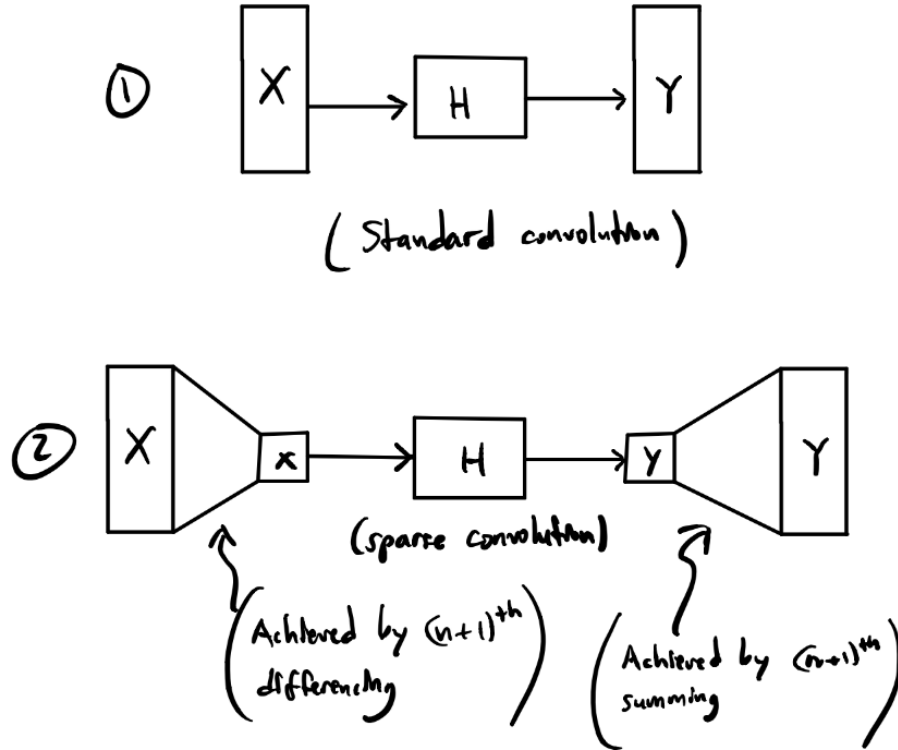 ① X H Y
(Standard convolution)
② X x H y Y
(sparse convolution)
(Achieved by (n+1)th
differencing)
(Achieved by (n+1)th
summing)